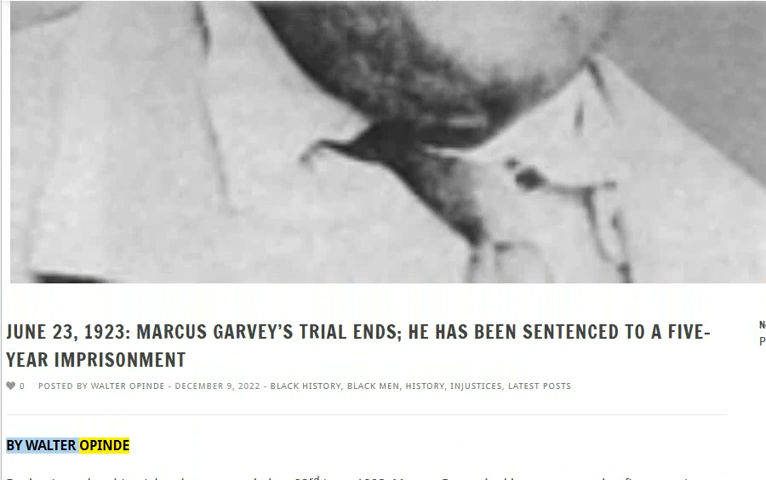 JUNE 23, 1923: MARCUS GARVEY'S TRIAL ENDS; HE HAS BEEN SENTENCED TO A FIVE-
YEAR IMPRISONMENT
0 POSTED BY WALTER OPINDE - DECEMBER 9, 2022 - BLACK HISTORY, BLACK MEN, HISTORY, INJUSTICES, LATEST POSTS
BY WALTER OPINDE